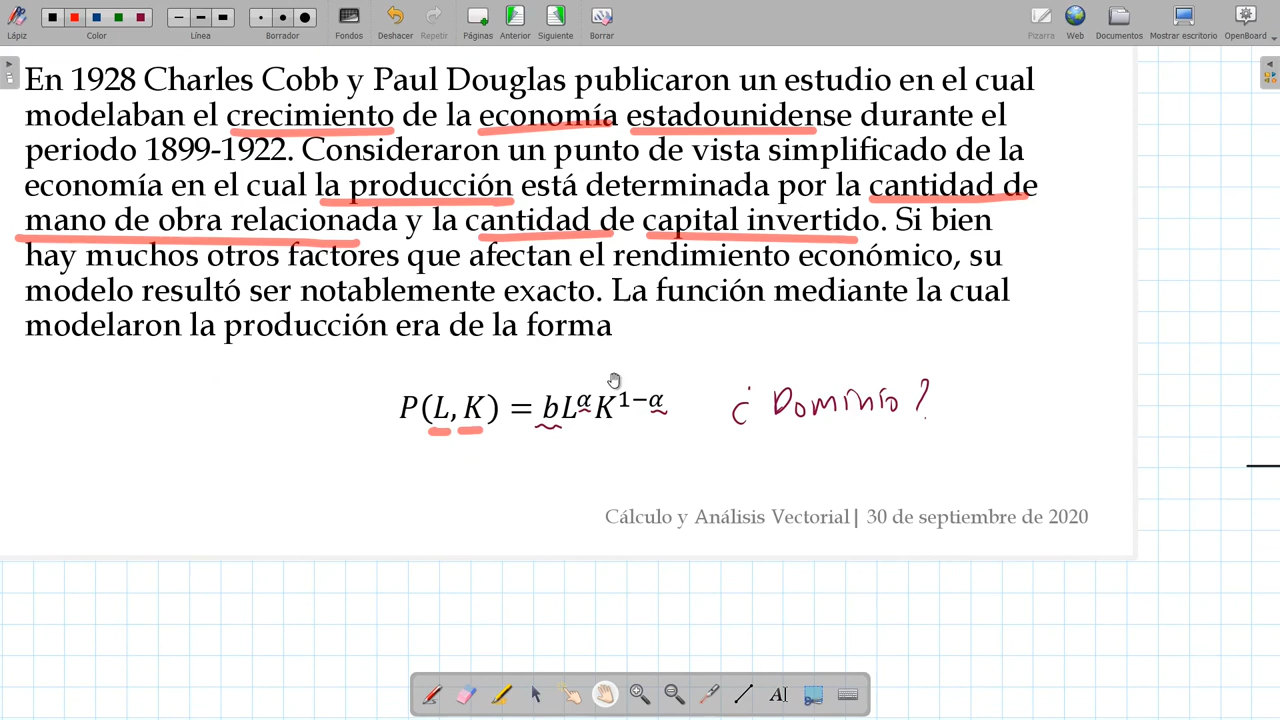 Lápiz Color Línea Borrador Fondos Deshacer Repetir Páginas Anterior Siguiente Borrar Pizarra Web Documentos Mostrar escritorio OpenBoard
En 1928 Charles Cobb y Paul Douglas publicaron un estudio en el cual
modelaban el crecimiento de la economía estadounidense durante el
periodo 1899-1922. Consideraron un punto de vista simplificado de la
economía en el cual la producción está determinada por la cantidad de
mano de obra relacionada y la cantidad de capital invertido. Si bien
hay muchos otros factores que afectan el rendimiento económico, su
modelo resultó ser notablemente exacto. La función mediante la cual
modelaron la producción era de la forma
P(L, K) = bL^α K^{1−α} ¿ Dominio ?
Cálculo y Análisis Vectorial| 30 de septiembre de 2020
AI